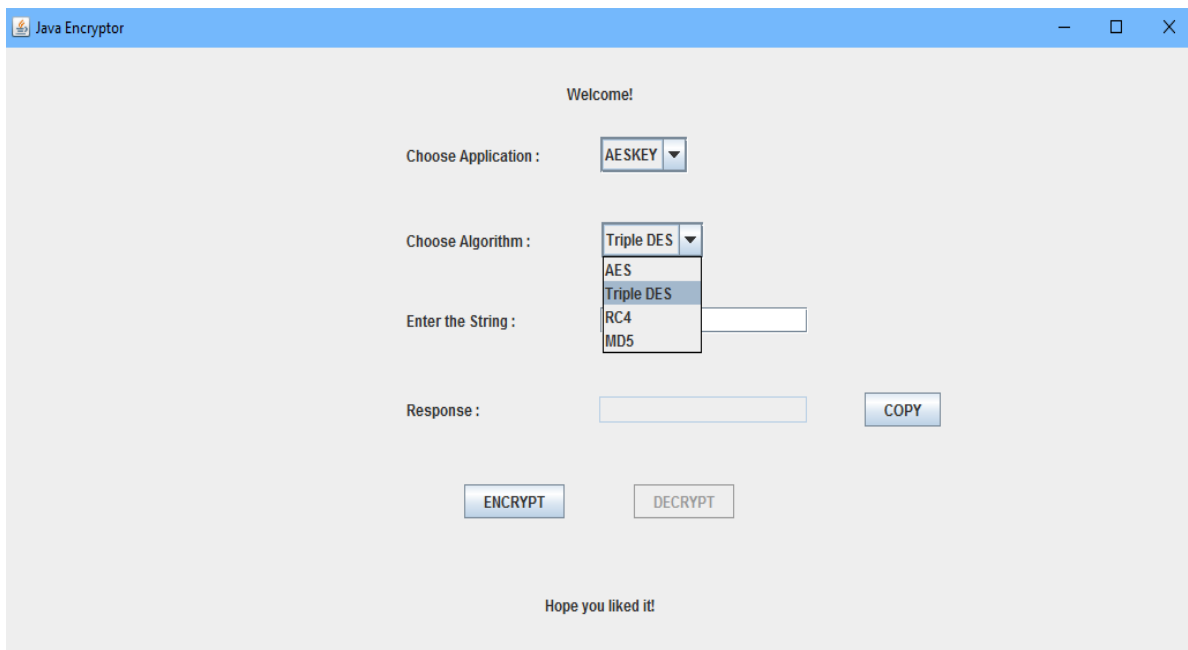 Java Encryptor
Welcome!
Choose Application : AESKEY
Choose Algorithm : Triple DES
AES
Triple DES
Enter the String : RC4
MD5
Response : COPY
ENCRYPT DECRYPT
Hope you liked it!